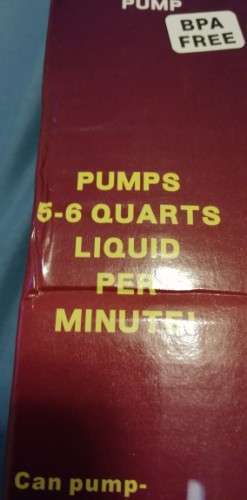 PUMP
BPA
FREE
PUMPS
5-6 QUARTS
LIQUID
PER
MINUTE!
Can pump-